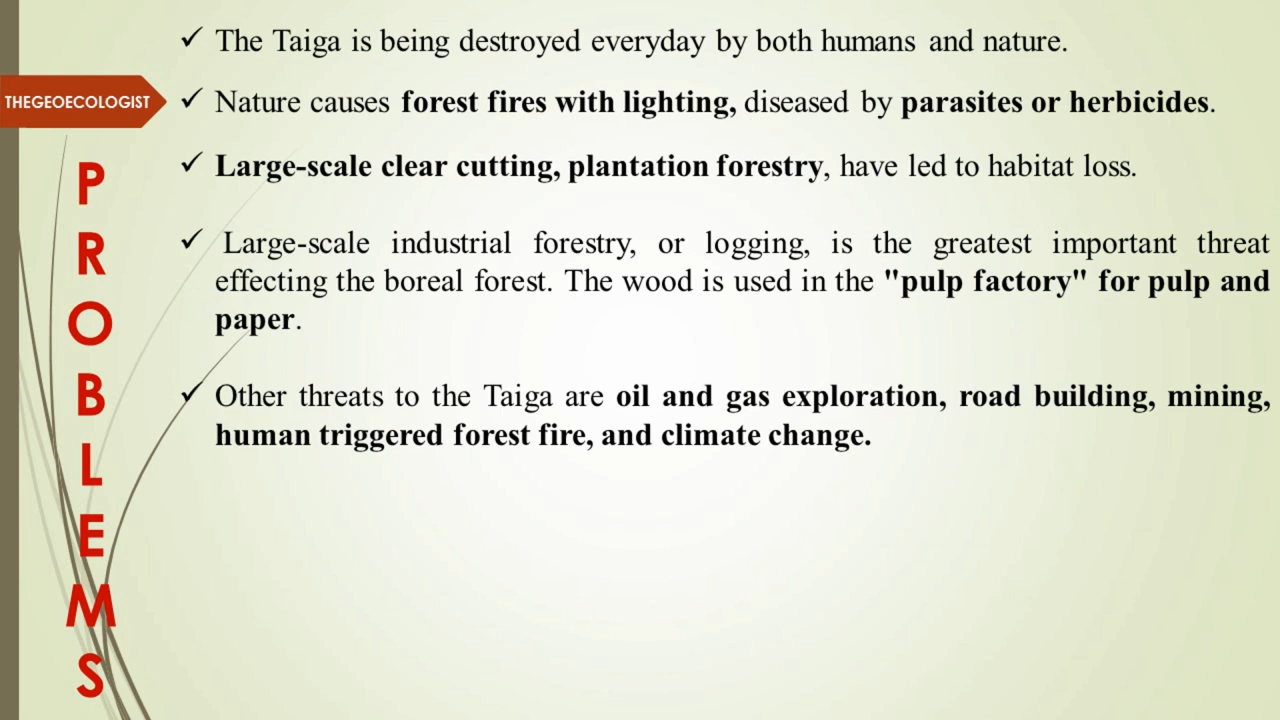 THEGEOECOLOGIST
PROBLEMS
✓ The Taiga is being destroyed everyday by both humans and nature.
✓ Nature causes forest fires with lighting, diseased by parasites or herbicides.
✓ Large-scale clear cutting, plantation forestry, have led to habitat loss.
✓ Large-scale industrial forestry, or logging, is the greatest important threat
effecting the boreal forest. The wood is used in the "pulp factory" for pulp and
paper.
✓ Other threats to the Taiga are oil and gas exploration, road building, mining,
human triggered forest fire, and climate change.